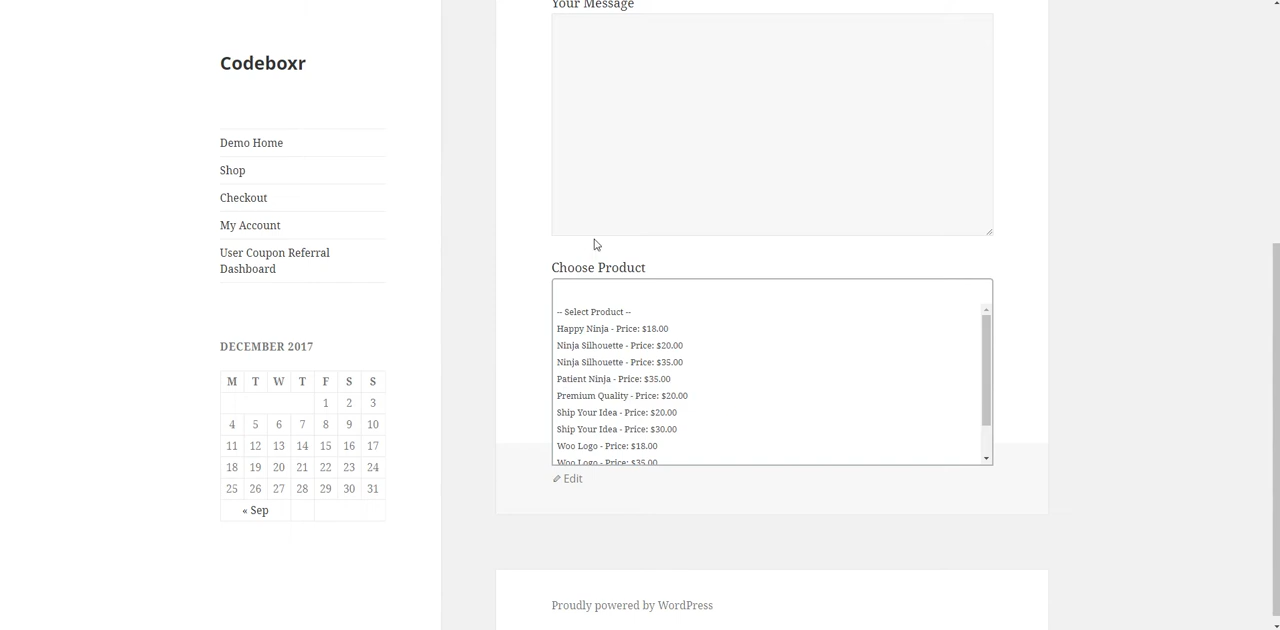 Codeboxr
Demo Home
Shop
Checkout
My Account
User Coupon Referral
Dashboard
DECEMBER 2017
M T W T F S S
1 2 3
4 5 6 7 8 9 10
11 12 13 14 15 16 17
18 19 20 21 22 23 24
25 26 27 28 29 30 31
« Sep
Your Message
Choose Product
-- Select Product --
Happy Ninja - Price: $18.00
Ninja Silhouette - Price: $20.00
Ninja Silhouette - Price: $35.00
Patient Ninja - Price: $35.00
Premium Quality - Price: $20.00
Ship Your Idea - Price: $20.00
Ship Your Idea - Price: $30.00
Woo Logo - Price: $18.00
Woo Logo - Price: $35.00
Edit
Proudly powered by WordPress